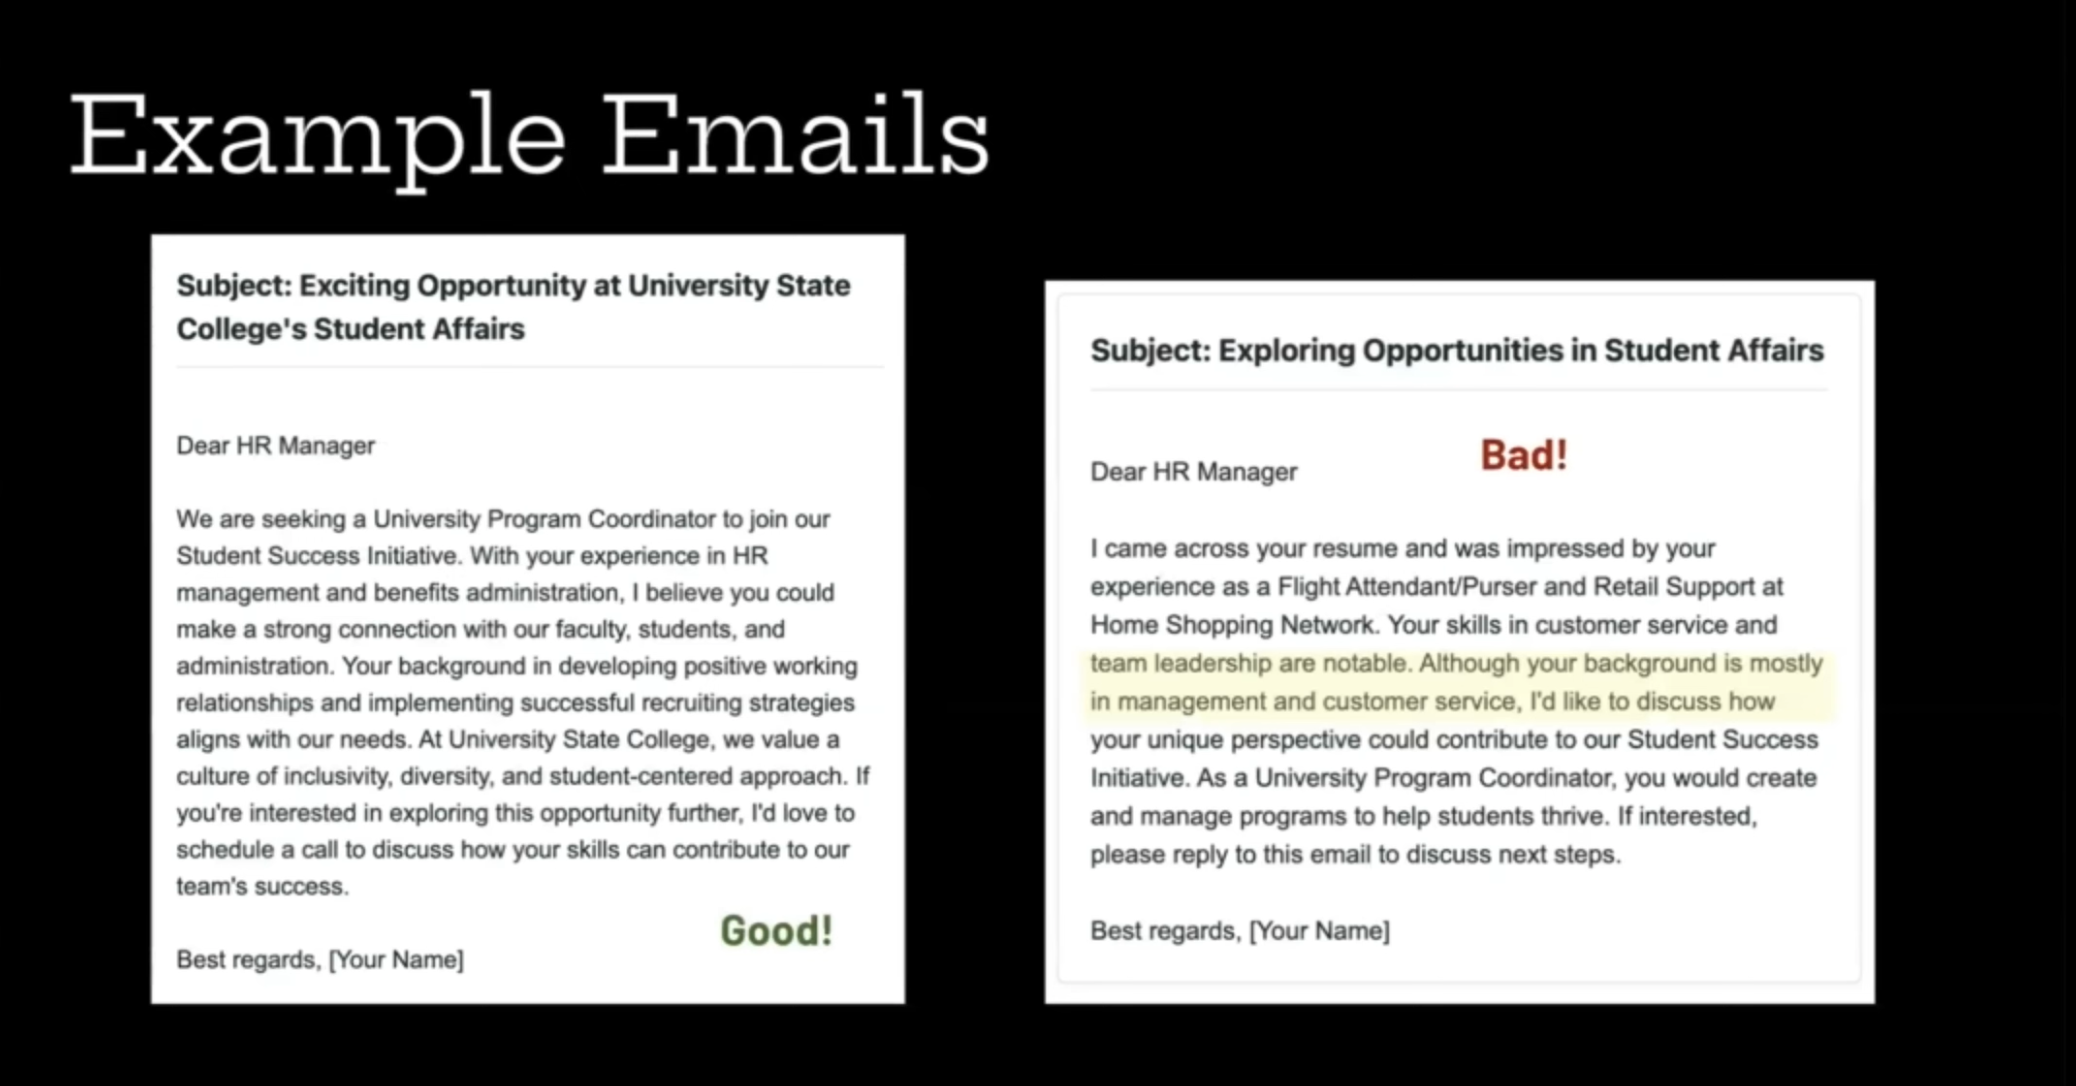 Example Emails
Subject: Exciting Opportunity at University State
College's Student Affairs
Dear HR Manager
We are seeking a University Program Coordinator to join our
Student Success Initiative. With your experience in HR
management and benefits administration, I believe you could
make a strong connection with our faculty, students, and
administration. Your background in developing positive working
relationships and implementing successful recruiting strategies
aligns with our needs. At University State College, we value a
culture of inclusivity, diversity, and student-centered approach. If
you're interested in exploring this opportunity further, I'd love to
schedule a call to discuss how your skills can contribute to our
team's success.
Good!
Best regards, [Your Name]
Subject: Exploring Opportunities in Student Affairs
Bad!
Dear HR Manager
I came across your resume and was impressed by your
experience as a Flight Attendant/Purser and Retail Support at
Home Shopping Network. Your skills in customer service and
team leadership are notable. Although your background is mostly
in management and customer service, I'd like to discuss how
your unique perspective could contribute to our Student Success
Initiative. As a University Program Coordinator, you would create
and manage programs to help students thrive. If interested,
please reply to this email to discuss next steps.
Best regards, [Your Name]